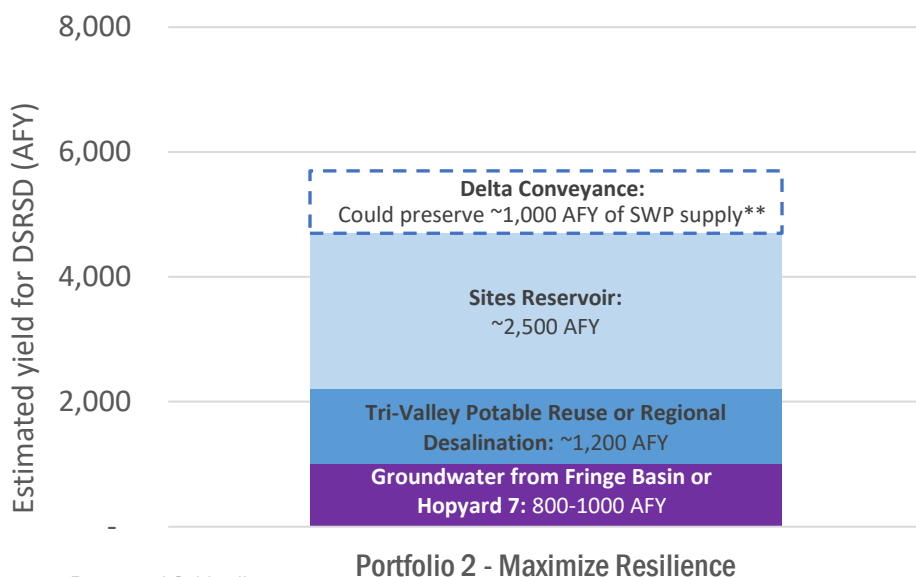 Estimated yield for DSRSD (AFY)
8,000
6,000
4,000
2,000
-
Delta Conveyance:
Could preserve ~1,000 AFY of SWP supply**
Sites Reservoir:
~2,500 AFY
Tri-Valley Potable Reuse or Regional
Desalination: ~1,200 AFY
Groundwater from Fringe Basin or
Hopyard 7: 800-1000 AFY
Portfolio 2 - Maximize Resilience